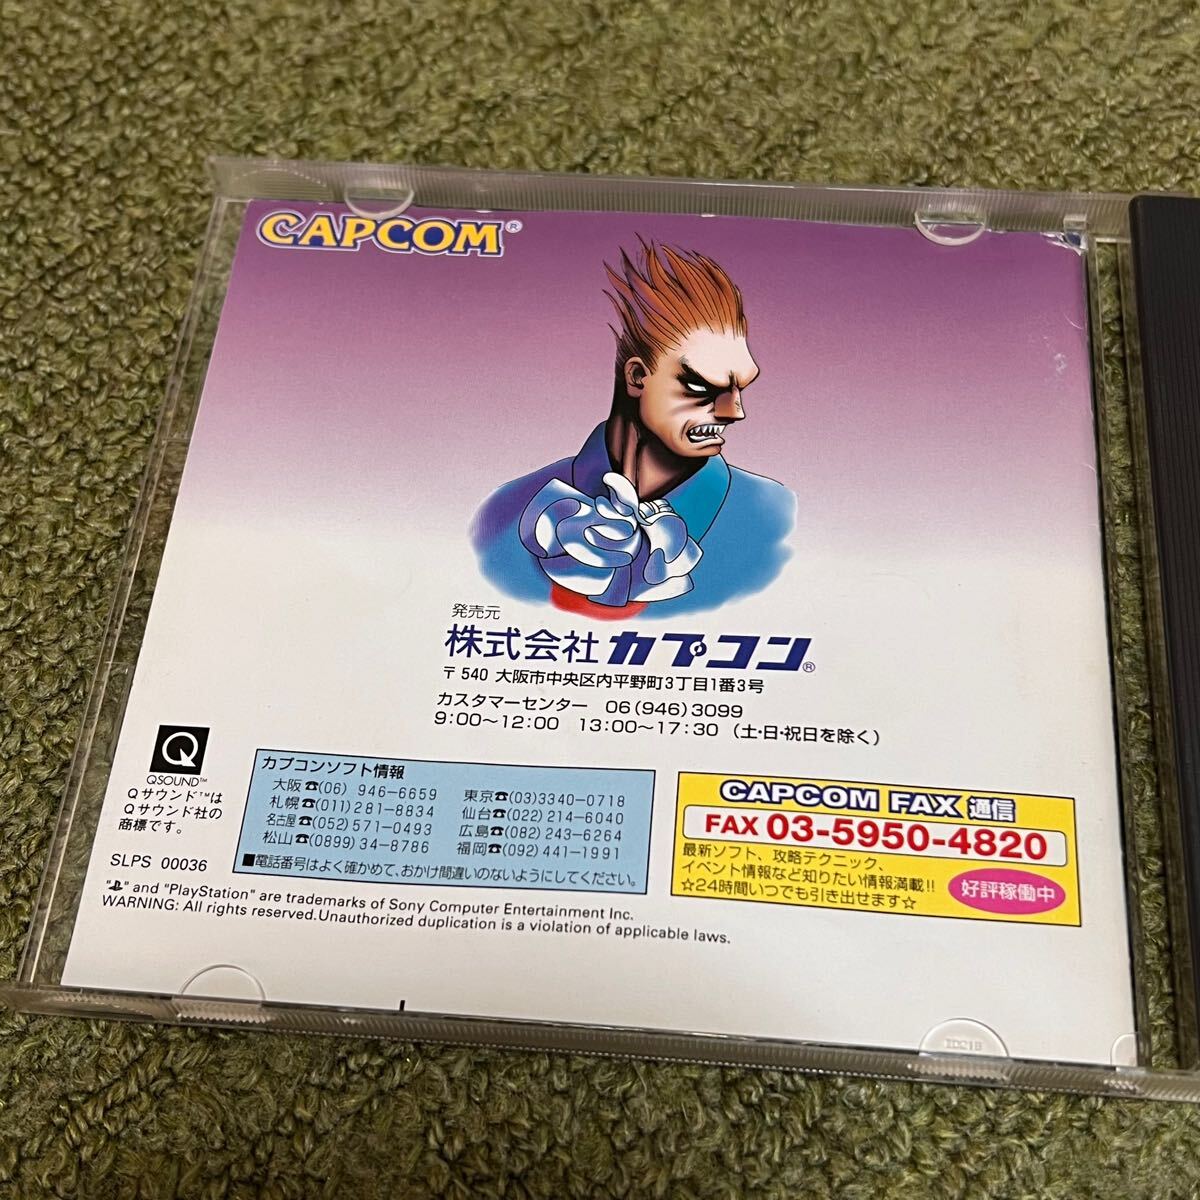 CAPCOM®
発売元
株式会社カプコン®
〒540 大阪市中央区内平野町3丁目1番3号
カスタマーセンター 06(946)3099
9:00〜12:00 13:00〜17:30 (土・日・祝日を除く)
Q
QSOUND™
Qサウンド™は
Qサウンド社の
商標です。
SLPS 00036
カプコンソフト情報
大阪☎(06) 946-6659
札幌☎(011)281-8834
名古屋☎(052)571-0493
松山☎(0899)34-8786
東京☎(03)3340-0718
仙台☎(022)214-6040
広島☎(082)243-6264
福岡☎(092)441-1991
■電話番号はよく確かめて、おかけ間違いのないようにしてください。
CAPCOM FAX 通信
FAX 03-5950-4820
最新ソフト、攻略テクニック、
イベント情報など知りたい情報満載!!
☆24時間いつでも引き出せます☆
好評稼働中
"PS" and "PlayStation" are trademarks of Sony Computer Entertainment Inc.
WARNING: All rights reserved.Unauthorized duplication is a violation of applicable laws.